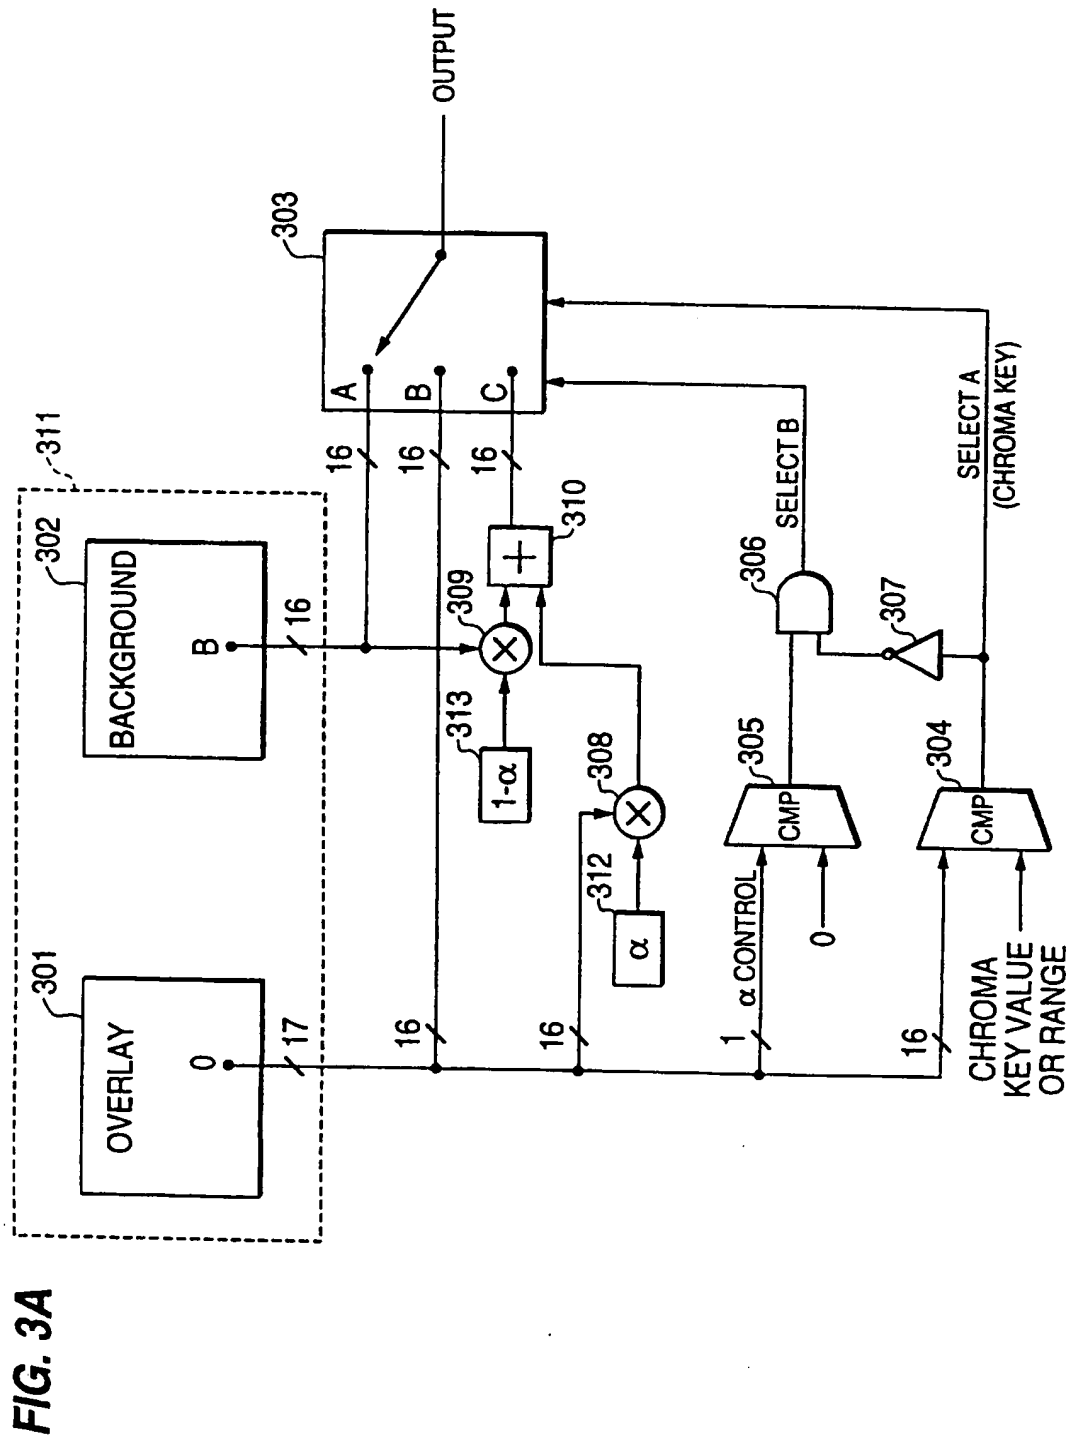 FIG. 3A
311
301
OVERLAY
0
17
302
BACKGROUND
B
16
303
A
B
C
16
16
16
OUTPUT
16
313
1-α
309
×
310
+
16
312
α
308
×
1
α CONTROL
0
305
CMP
306
SELECT B
307
16
CHROMA
KEY VALUE
OR RANGE
304
CMP
SELECT A
(CHROMA KEY)